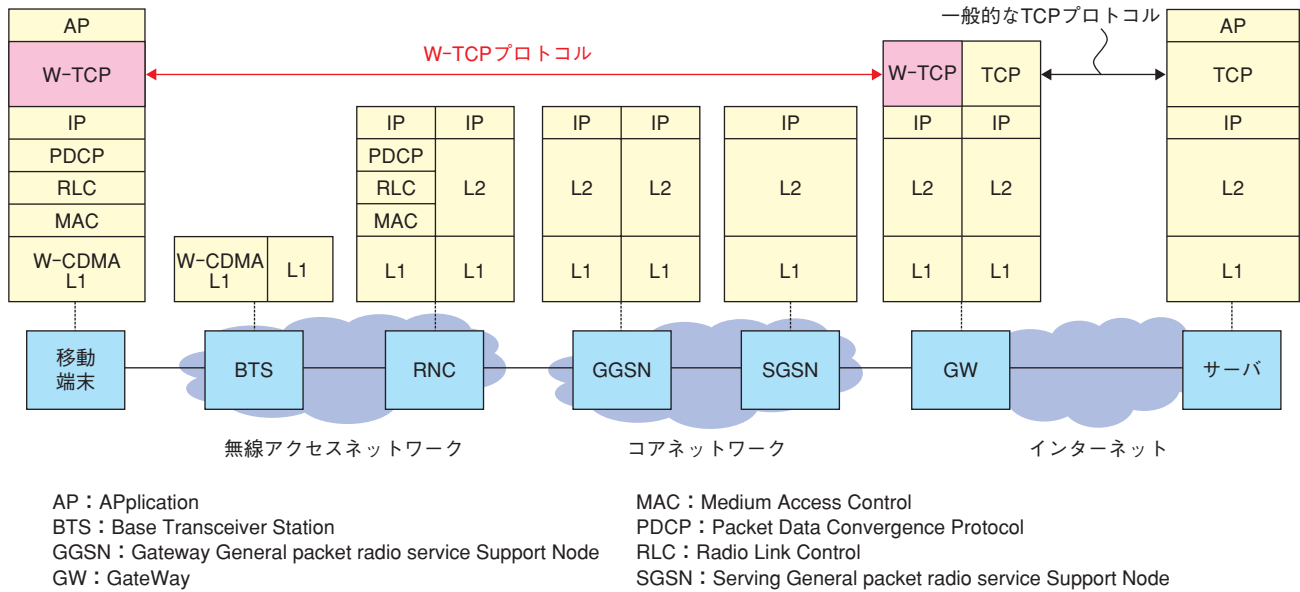 一般的なTCPプロトコル
AP
W-TCP
IP
PDCP
RLC
MAC
W-CDMA
L1
W-TCPプロトコル
W-CDMA
L1
L1
IP
IP
PDCP
RLC
MAC
L2
L1
L1
IP
IP
L2
L2
L1
L1
IP
L2
L1
W-TCP
TCP
IP
IP
L2
L2
L1
L1
AP
TCP
IP
L2
L1
移動
端末
BTS
RNC
GGSN
SGSN
GW
サーバ
無線アクセスネットワーク
コアネットワーク
インターネット
AP：APplication
BTS：Base Transceiver Station
GGSN：Gateway General packet radio service Support Node
GW：GateWay
MAC：Medium Access Control
PDCP：Packet Data Convergence Protocol
RLC：Radio Link Control
SGSN：Serving General packet radio service Support Node